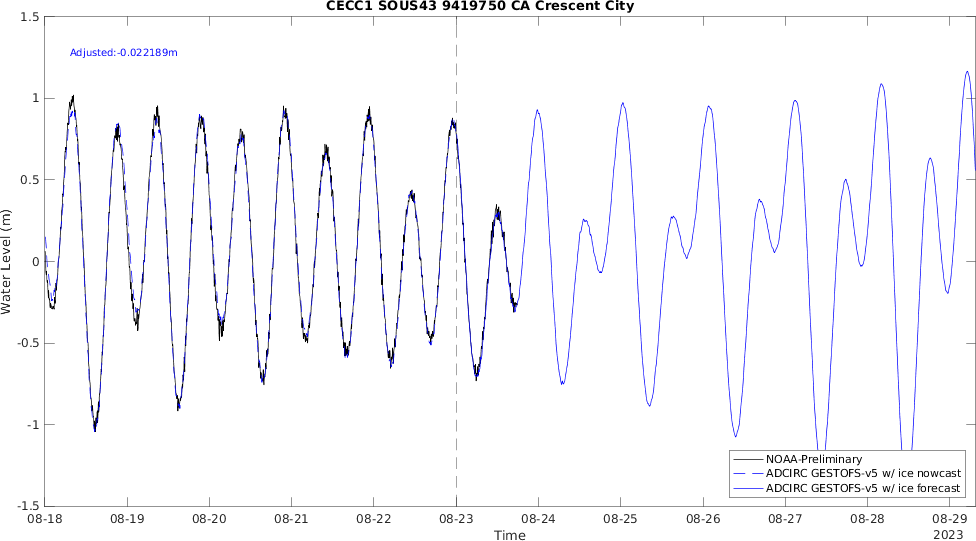 CECC1 SOUS43 9419750 CA Crescent City
Adjusted:-0.022189m
1.5
1
0.5
0
-0.5
-1
-1.5
Water Level (m)
NOAA-Preliminary
ADCIRC GESTOFS-v5 w/ ice nowcast
ADCIRC GESTOFS-v5 w/ ice forecast
08-18 08-19 08-20 08-21 08-22 08-23 08-24 08-25 08-26 08-27 08-28 08-29
Time
2023